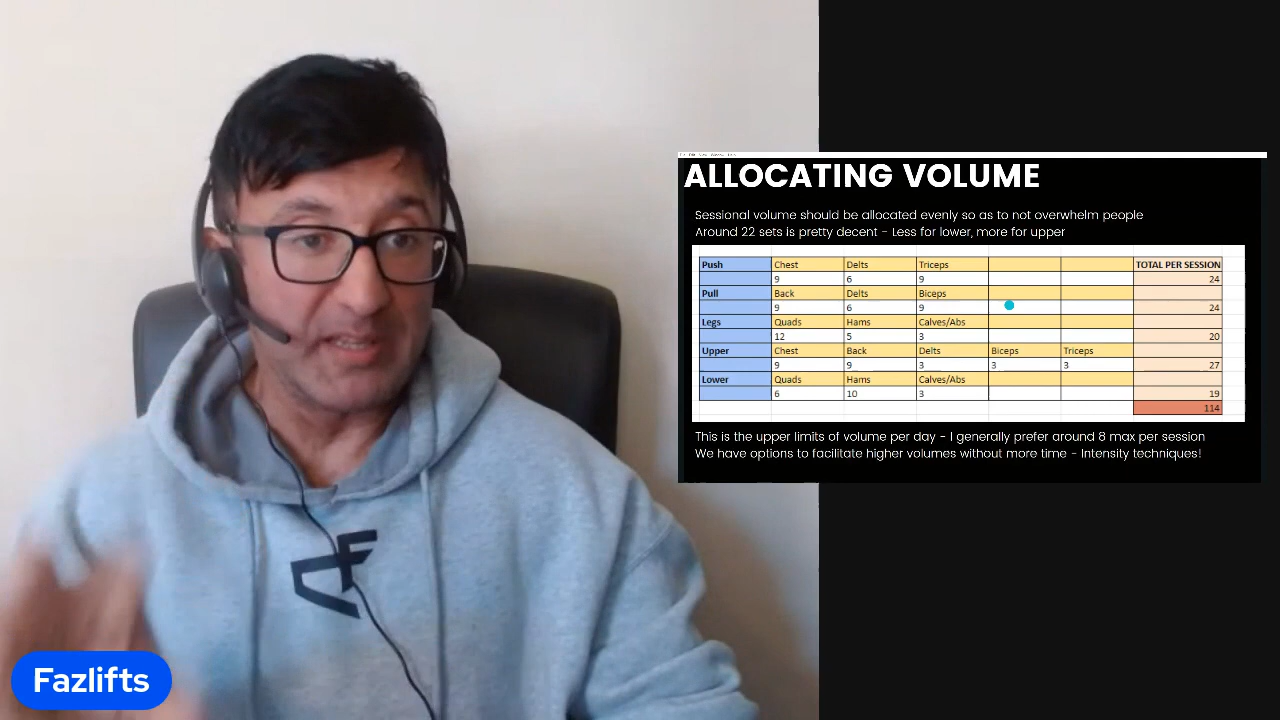 ALLOCATING VOLUME
Sessional volume should be allocated evenly so as to not overwhelm people
Around 22 sets is pretty decent - Less for lower, more for upper
Push Chest Delts Triceps TOTAL PER SESSION
9 6 9 24
Pull Back Delts Biceps
9 6 9 24
Legs Quads Hams Calves/Abs
12 5 3 20
Upper Chest Back Delts Biceps Triceps
9 9 3 3 3 27
Lower Quads Hams Calves/Abs
6 10 3 19
114
This is the upper limits of volume per day - I generally prefer around 8 max per session
We have options to facilitate higher volumes without more time - Intensity techniques!
Fazlifts